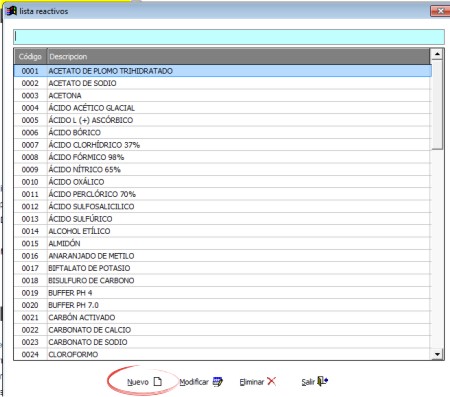 lista reactivos
Código Descripcion
0001 ACETATO DE PLOMO TRIHIDRATADO
0002 ACETATO DE SODIO
0003 ACETONA
0004 ÁCIDO ACÉTICO GLACIAL
0005 ÁCIDO L (+) ASCÓRBICO
0006 ÁCIDO BÓRICO
0007 ÁCIDO CLORHÍDRICO 37%
0008 ÁCIDO FÓRMICO 98%
0009 ÁCIDO NÍTRICO 65%
0010 ÁCIDO OXÁLICO
0011 ÁCIDO PERCLÓRICO 70%
0012 ÁCIDO SULFOSALICILICO
0013 ÁCIDO SULFÚRICO
0014 ALCOHOL ETÍLICO
0015 ALMIDÓN
0016 ANARANJADO DE METILO
0017 BIFTALATO DE POTASIO
0018 BISULFURO DE CARBONO
0019 BUFFER PH 4
0020 BUFFER PH 7.0
0021 CARBÓN ACTIVADO
0022 CARBONATO DE CALCIO
0023 CARBONATO DE SODIO
0024 CLOROFORMO
Nuevo Modificar Eliminar Salir